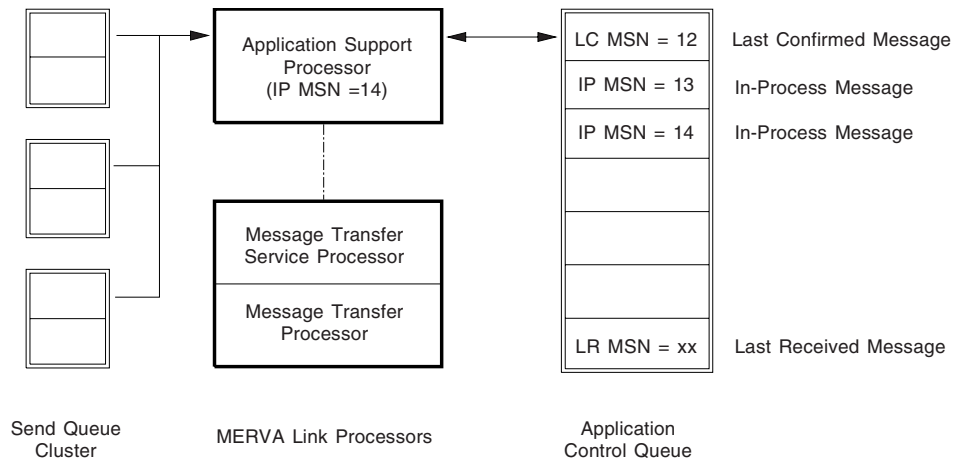 Application Support
Processor
(IP MSN =14)
LC MSN = 12
Last Confirmed Message
IP MSN = 13
In-Process Message
IP MSN = 14
In-Process Message
Message Transfer
Service Processor
Message Transfer
Processor
LR MSN = xx
Last Received Message
Send Queue
Cluster
MERVA Link Processors
Application
Control Queue